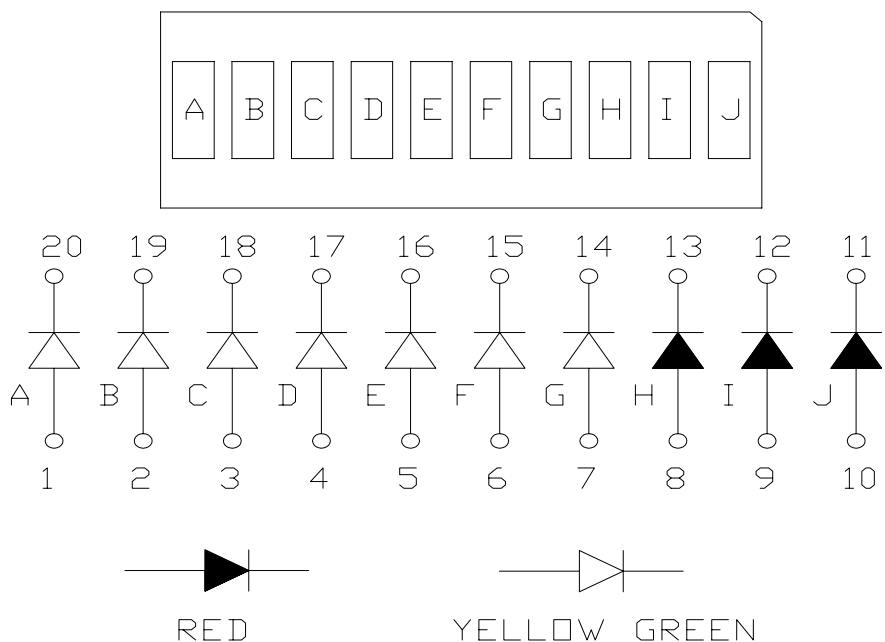 A B C D E F G H I J
20 19 18 17 16 15 14 13 12 11
A B C D E F G H I J
1 2 3 4 5 6 7 8 9 10
RED YELLOW GREEN